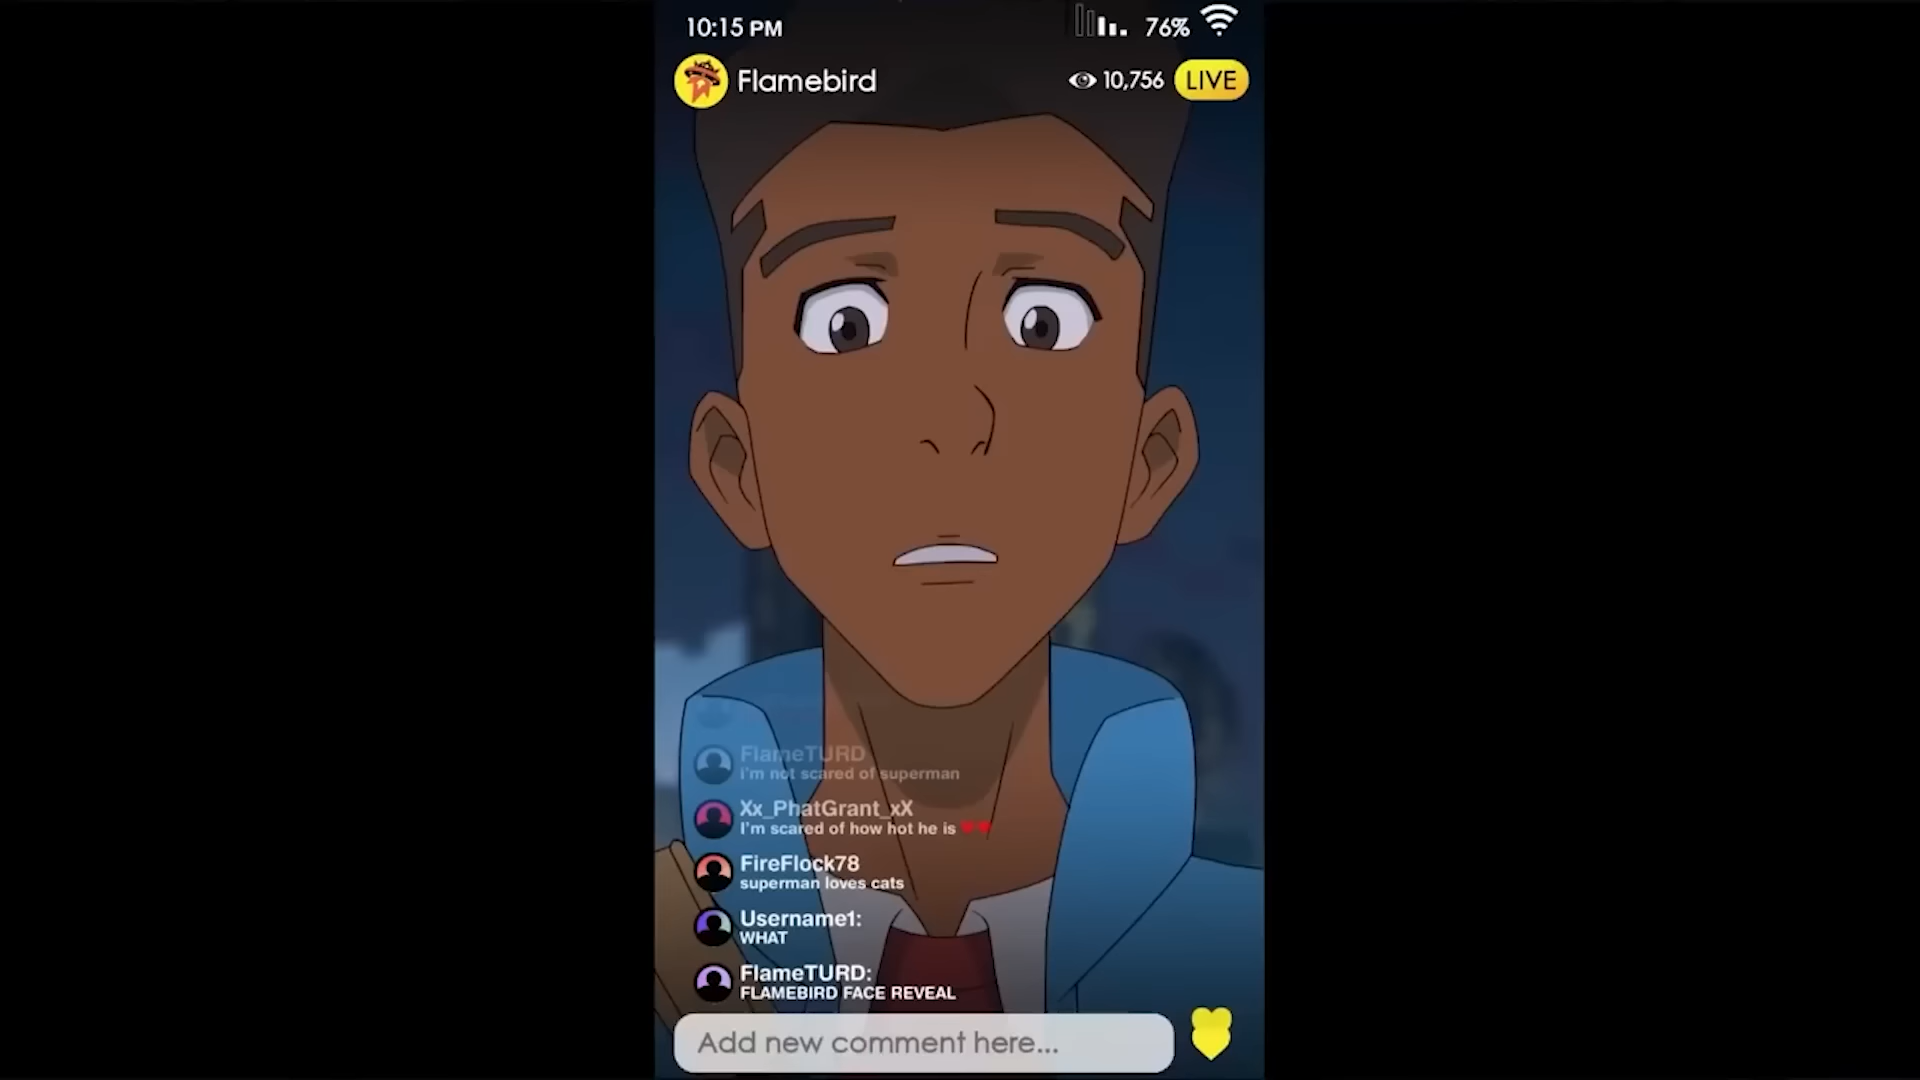 10:15 PM
76%
Flamebird
10,756
LIVE
FlameTURD
i'm not scared of superman
Xx_PhatGrant_xX
I'm scared of how hot he is
FireFlock78
superman loves cats
Username1:
WHAT
FlameTURD:
FLAMEBIRD FACE REVEAL
Add new comment here...